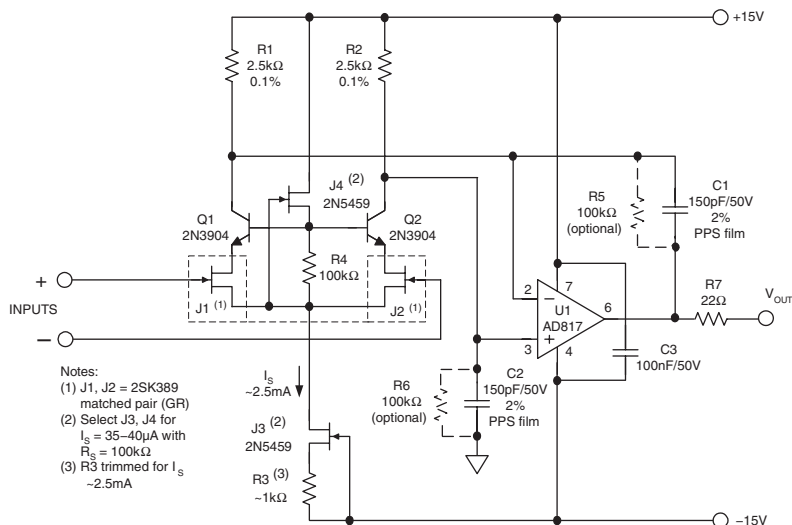 +15V
R1
2.5kΩ
0.1%
R2
2.5kΩ
0.1%
J4 (2)
2N5459
Q1
2N3904
Q2
2N3904
R4
100kΩ
R5
100kΩ
(optional)
C1
150pF/50V
2%
PPS film
+
INPUTS
−
J1 (1)
J2 (1)
2
−
7
U1
AD817
6
+
3
4
R7
22Ω
VOUT
C3
100nF/50V
IS
~2.5mA
R6
100kΩ
(optional)
C2
150pF/50V
2%
PPS film
J3 (2)
2N5459
R3 (3)
~1kΩ
Notes:
(1) J1, J2 = 2SK389
matched pair (GR)
(2) Select J3, J4 for
IS = 35–40µA with
RS = 100kΩ
(3) R3 trimmed for IS
~2.5mA
−15V